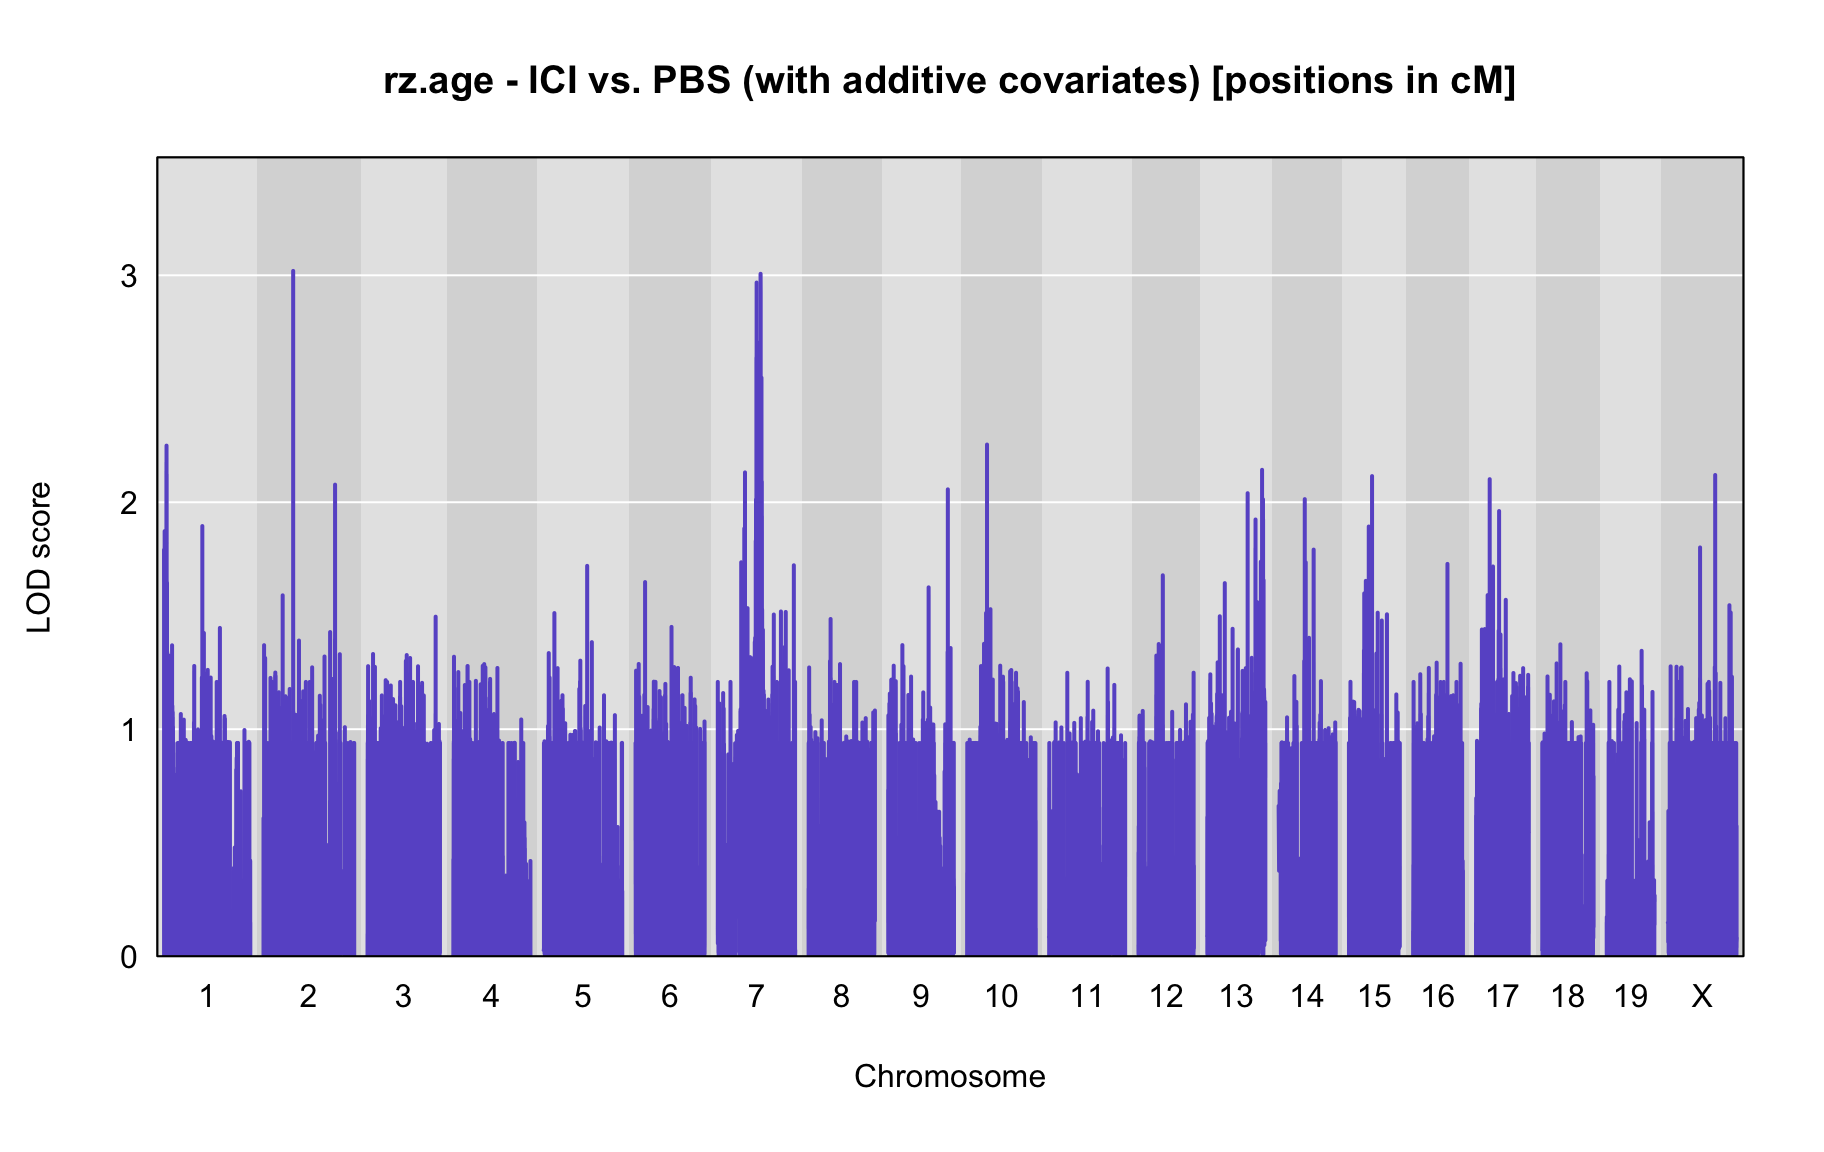 rz.age - ICI vs. PBS (with additive covariates) [positions in cM]
3
2
1
0
LOD score
1 2 3 4 5 6 7 8 9 10 11 12 13 14 15 16 17 18 19 X
Chromosome